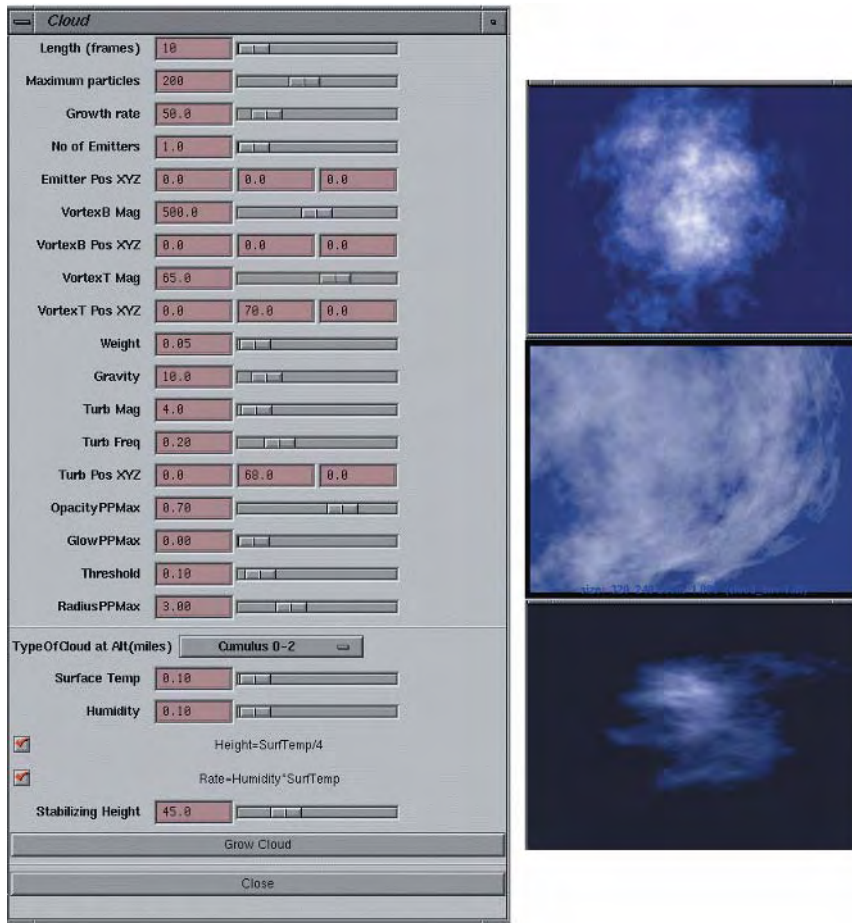 Cloud
Length (frames) 10
Maximum particles 200
Growth rate 50.0
No of Emitters 1.0
Emitter Pos XYZ 0.0 0.0 0.0
VortexB Mag 500.0
VortexB Pos XYZ 0.0 0.0 0.0
VortexT Mag 65.0
VortexT Pos XYZ 0.0 70.0 0.0
Weight 0.05
Gravity 10.0
Turb Mag 4.0
Turb Freq 0.20
Turb Pos XYZ 0.0 68.0 0.0
OpacityPPMax 0.70
GlowPPMax 0.00
Threshold 0.10
RadiusPPMax 3.00
TypeOfCloud at Alt(miles) Cumulus 0-2
Surface Temp 0.10
Humidity 0.10
Height=SurfTemp/4
Rate=Humidity*SurfTemp
Stabilizing Height 45.0
Grow Cloud
Close
size: 320 240